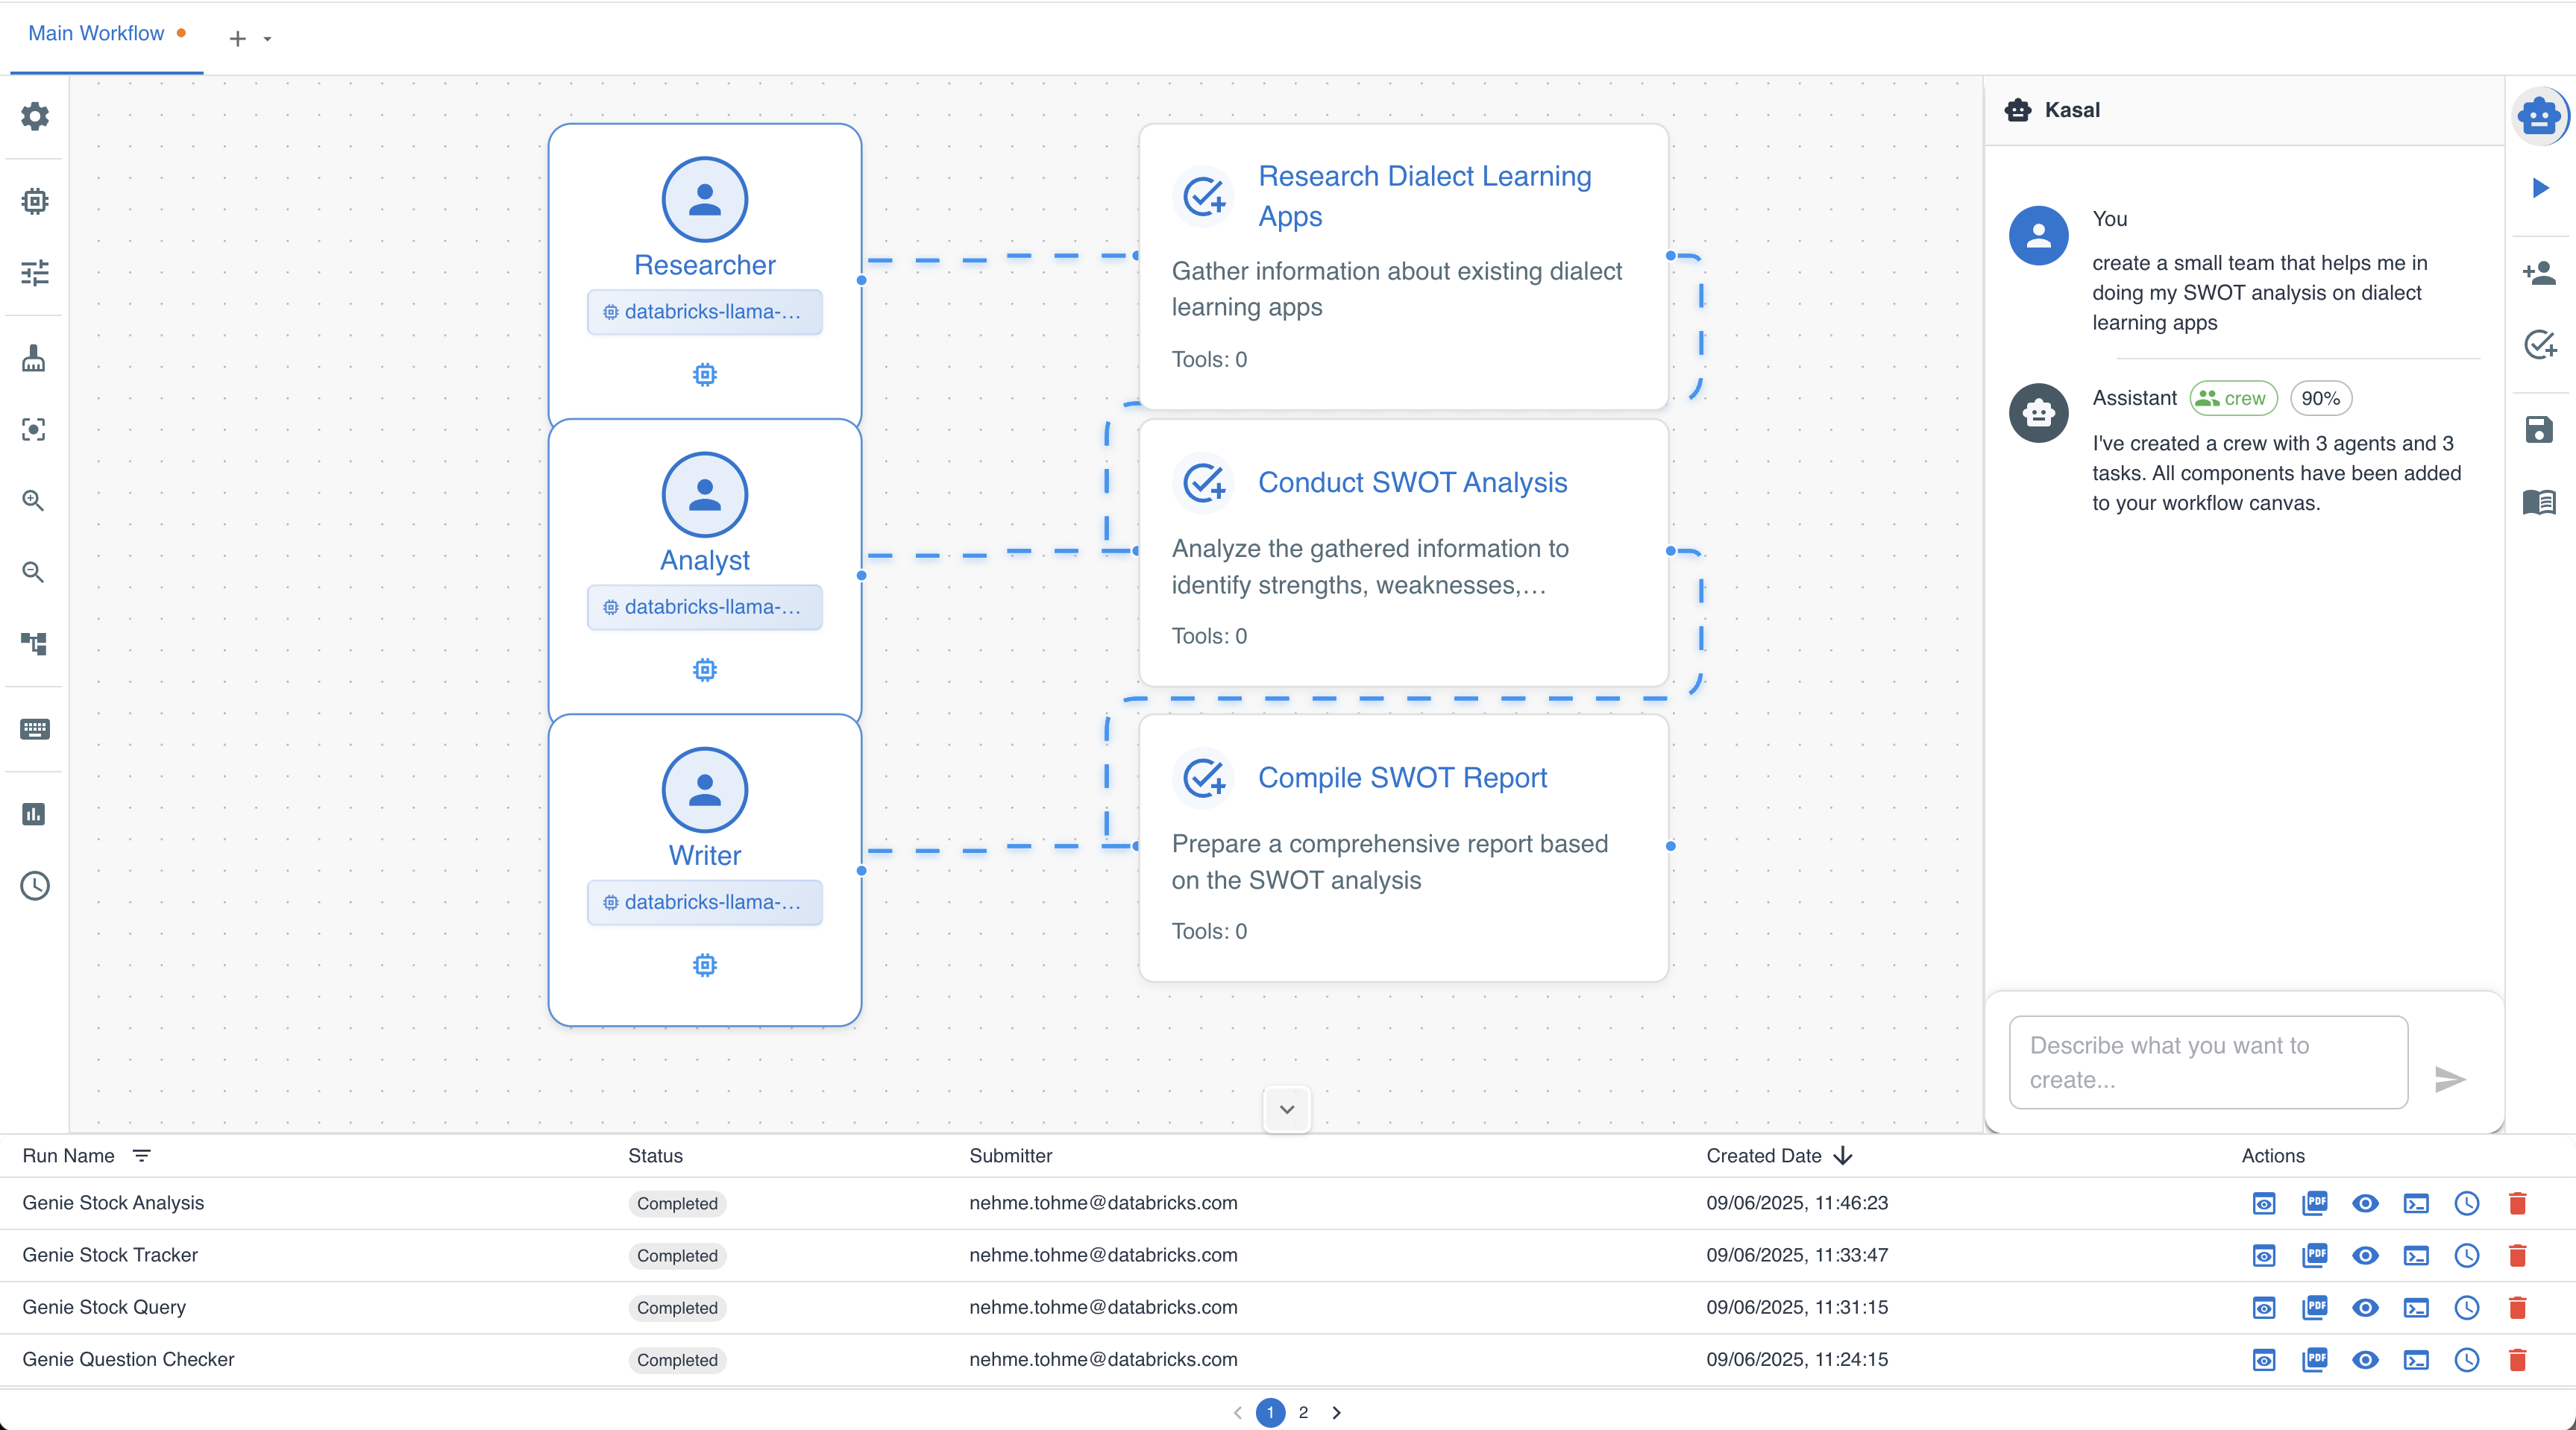 Main Workflow
Kasal
Researcher
databricks-llama-...
Research Dialect Learning
Apps
Gather information about existing dialect
learning apps
Tools: 0
Analyst
databricks-llama-...
Conduct SWOT Analysis
Analyze the gathered information to
identify strengths, weaknesses,...
Tools: 0
Writer
databricks-llama-...
Compile SWOT Report
Prepare a comprehensive report based
on the SWOT analysis
Tools: 0
You
create a small team that helps me in
doing my SWOT analysis on dialect
learning apps
Assistant crew 90%
I've created a crew with 3 agents and 3
tasks. All components have been added
to your workflow canvas.
Describe what you want to
create...
Run Name Status Submitter Created Date Actions
Genie Stock Analysis Completed nehme.tohme@databricks.com 09/06/2025, 11:46:23 PDF
Genie Stock Tracker Completed nehme.tohme@databricks.com 09/06/2025, 11:33:47 PDF
Genie Stock Query Completed nehme.tohme@databricks.com 09/06/2025, 11:31:15 PDF
Genie Question Checker Completed nehme.tohme@databricks.com 09/06/2025, 11:24:15 PDF
1 2